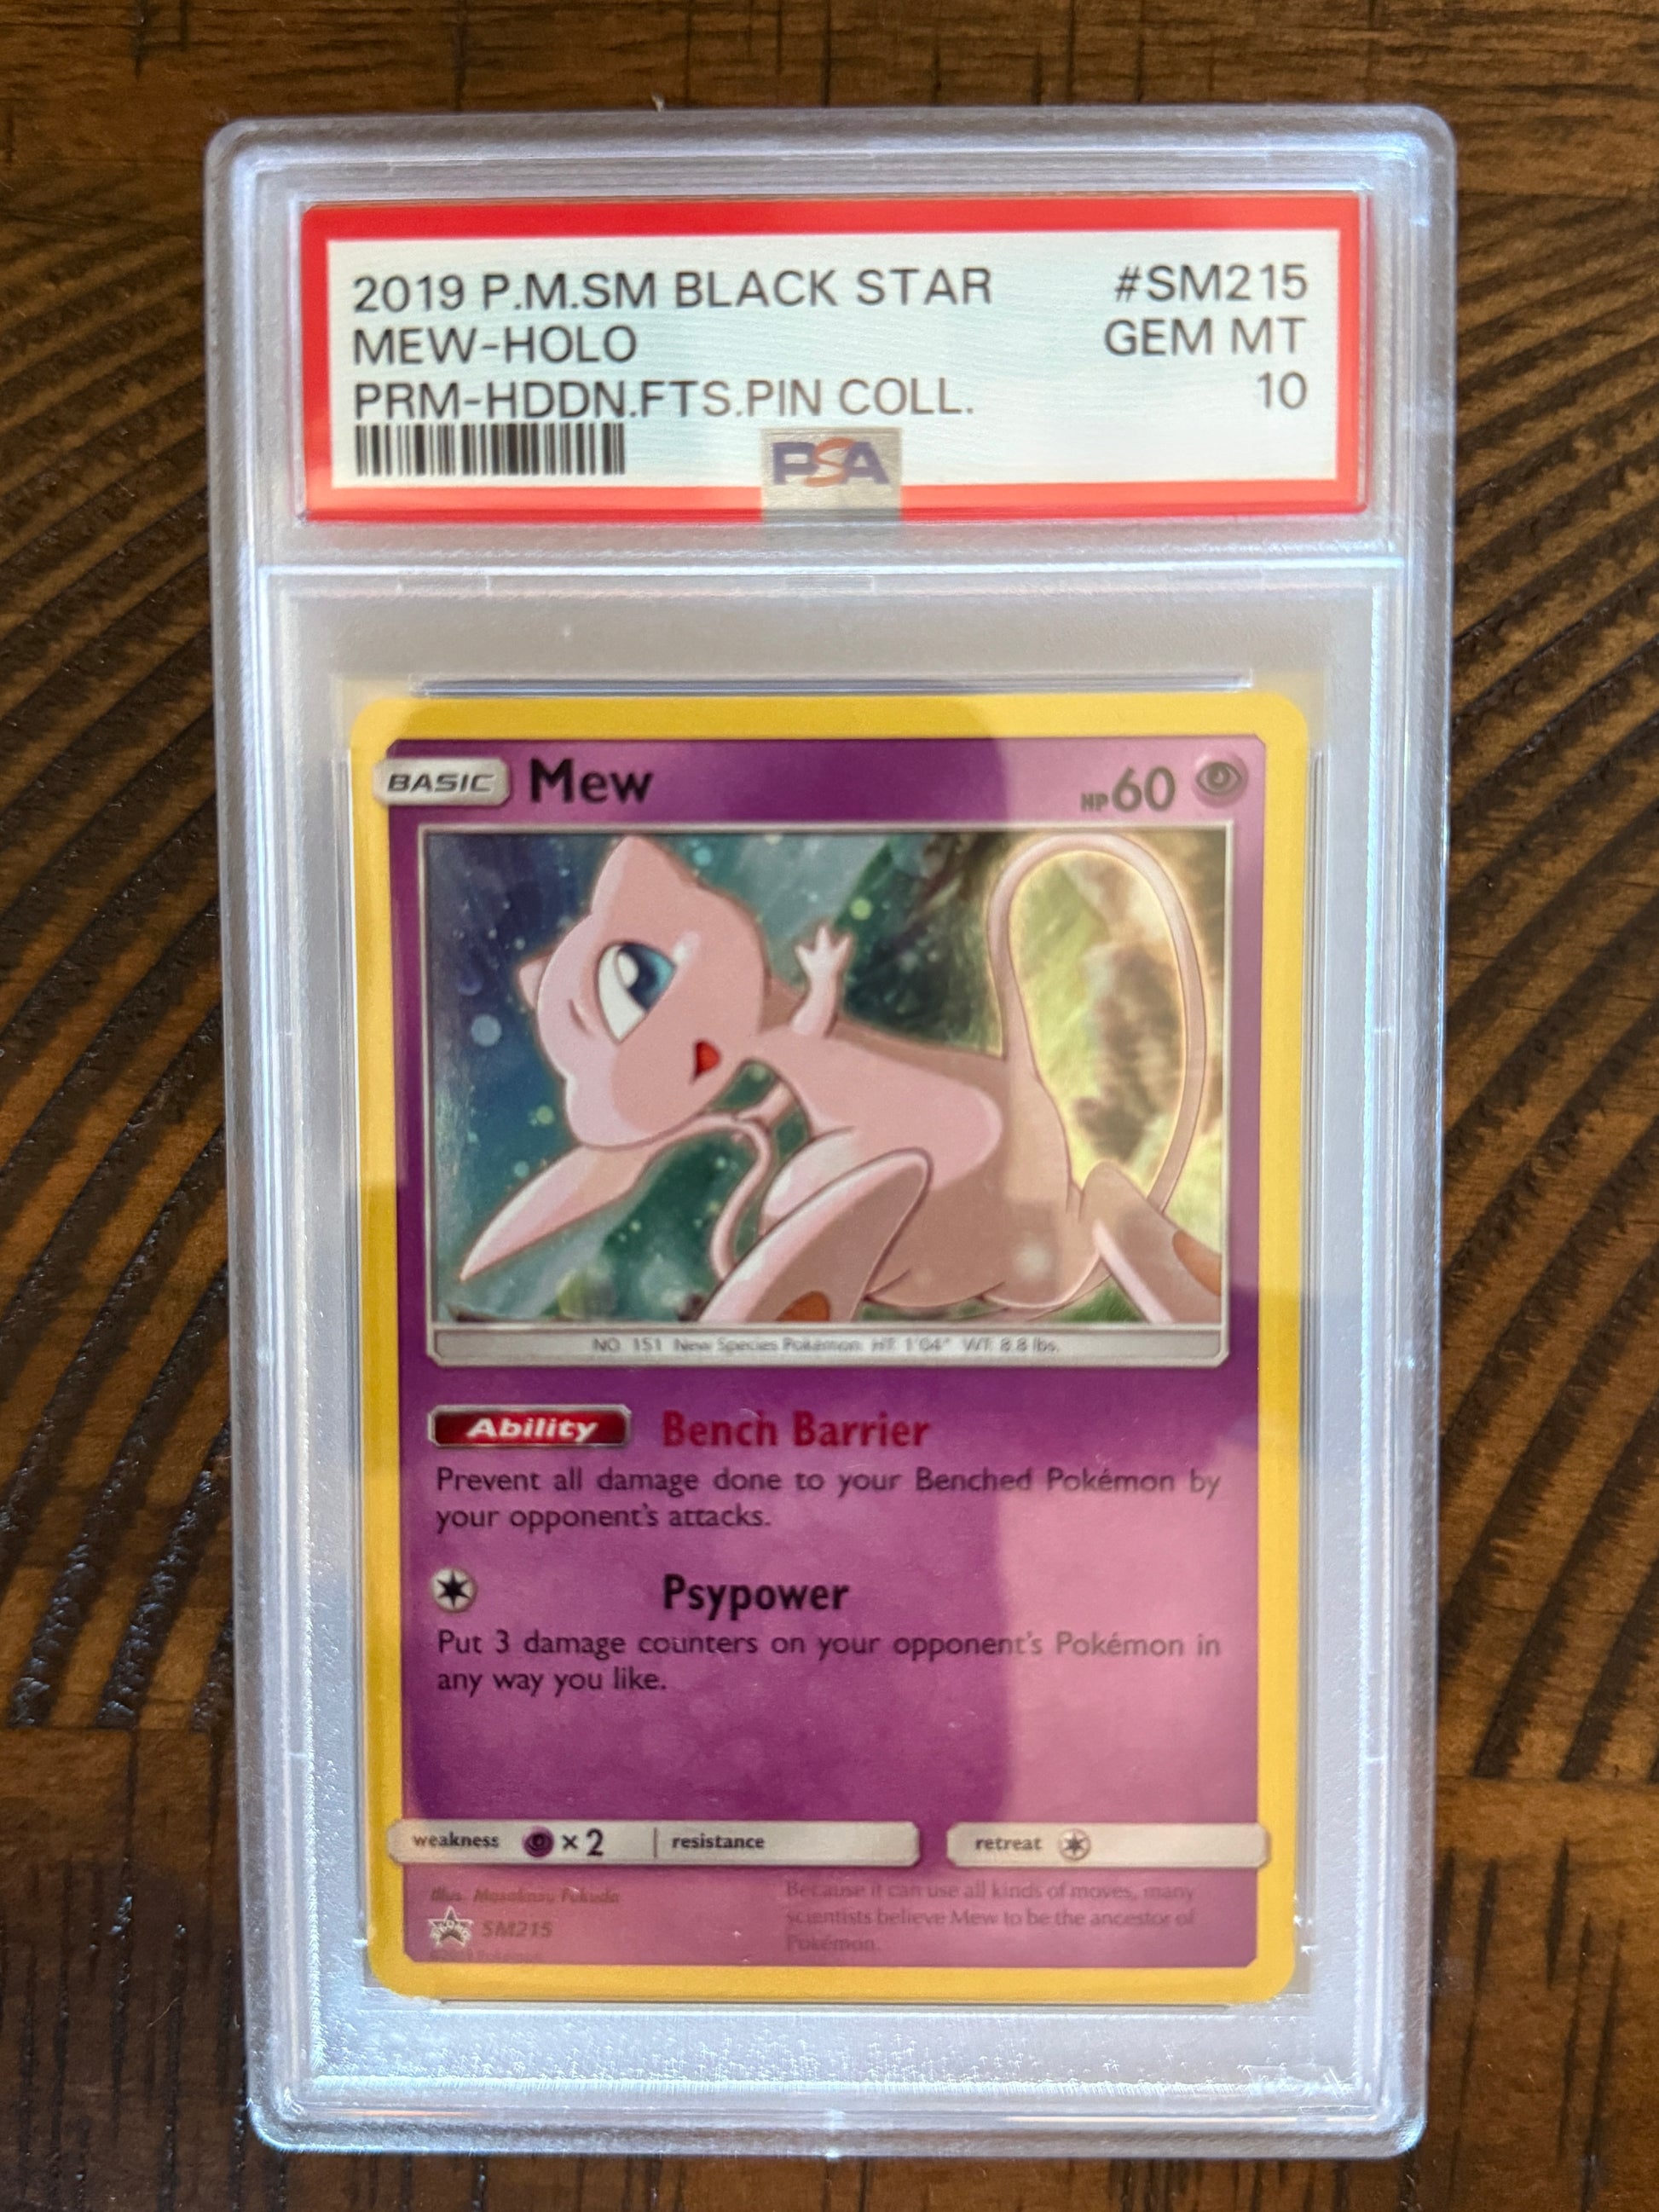 2019 P.M.SM BLACK STAR #SM215
MEW-HOLO GEM MT
PRM-HDDN.FTS.PIN COLL. 10
PSA
BASIC Mew HP60
NO. 151 New Species Pokémon HT: 1'04" WT: 8.8 lbs.
Ability Bench Barrier
Prevent all damage done to your Benched Pokémon by
your opponent's attacks.
Psypower
Put 3 damage counters on your opponent's Pokémon in
any way you like.
weakness ×2 resistance retreat
Illus. Masakazu Fukuda
PROMO SM215
Because it can use all kinds of moves, many
scientists believe Mew to be the ancestor of
Pokémon.